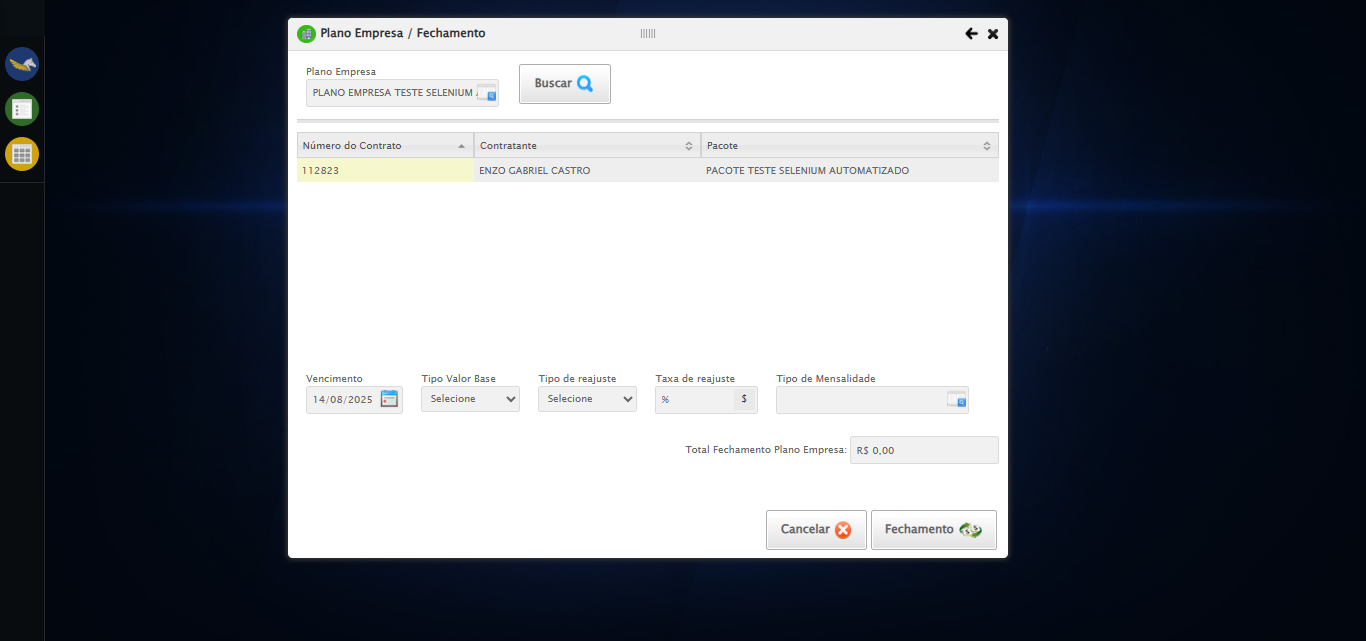 Plano Empresa / Fechamento
Plano Empresa
PLANO EMPRESA TESTE SELENIUM
Buscar
Número do Contrato Contratante Pacote
112823 ENZO GABRIEL CASTRO PACOTE TESTE SELENIUM AUTOMATIZADO
Vencimento Tipo Valor Base Tipo de reajuste Taxa de reajuste Tipo de Mensalidade
14/08/2025 Selecione Selecione % $
Total Fechamento Plano Empresa: R$ 0,00
Cancelar Fechamento